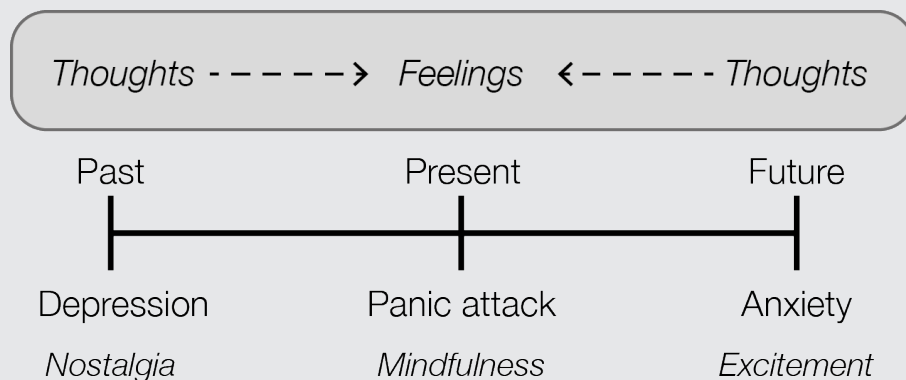 Thoughts Feelings Thoughts
Past Present Future
Depression Panic attack Anxiety
Nostalgia Mindfulness Excitement